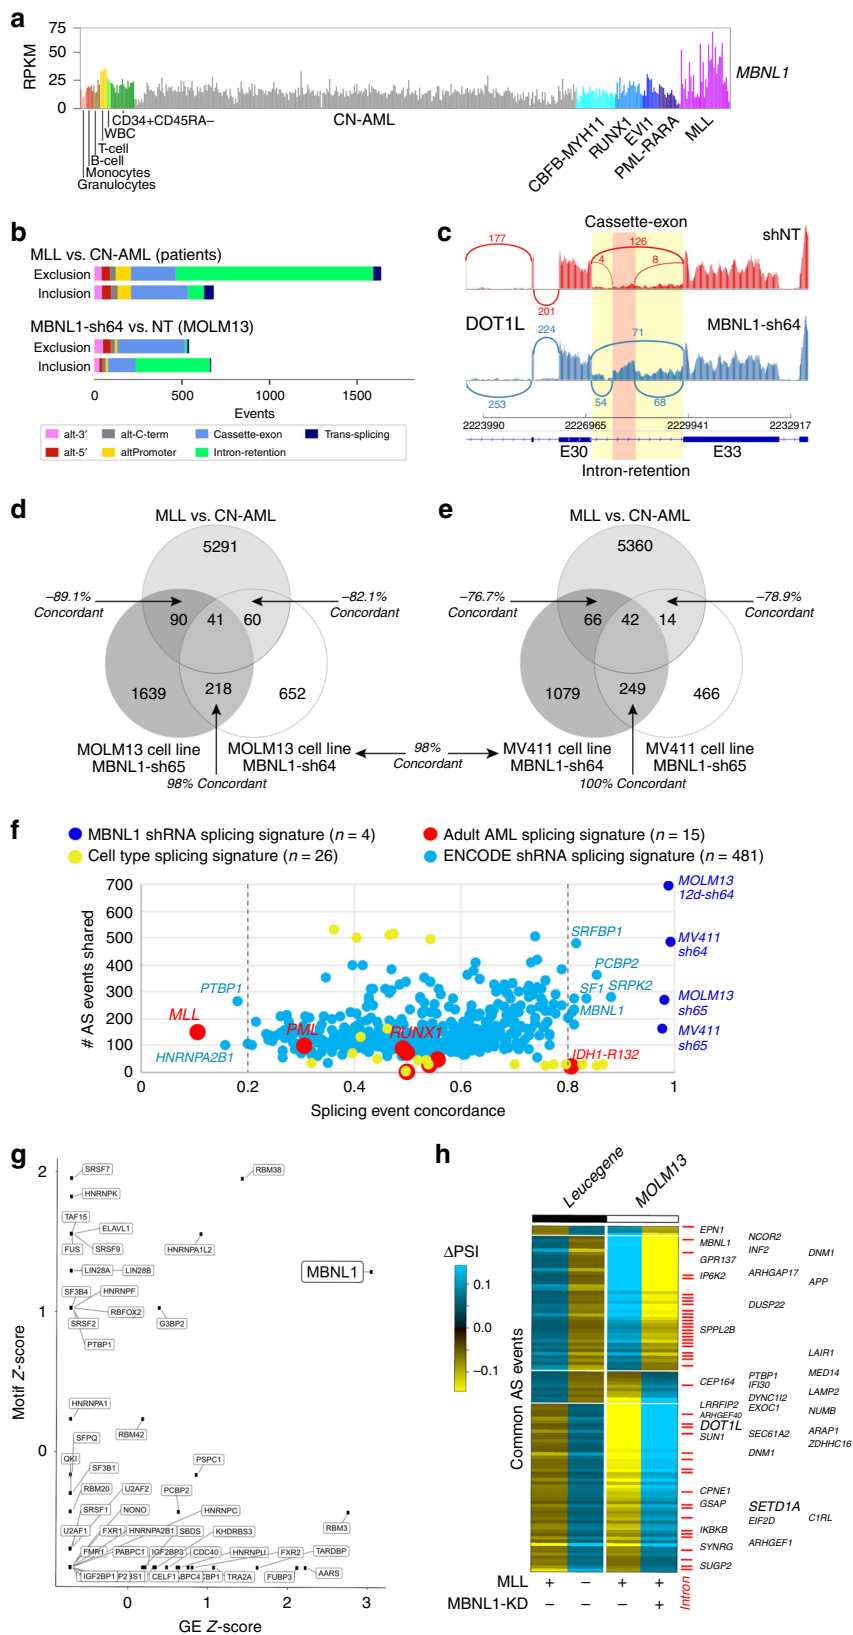 a
75
50
25
0
RPKM
MBNL1
CD34+CD45RA−
WBC
T-cell
B-cell
Monocytes
Granulocytes
CN-AML
CBFB-MYH11
RUNX1
EVI1
PML-RARA
MLL
b
MLL vs. CN-AML (patients)
Exclusion
Inclusion
MBNL1-sh64 vs. NT (MOLM13)
Exclusion
Inclusion
0
500
1000
1500
Events
alt-3′
alt-C-term
Cassette-exon
Trans-splicing
alt-5′
altPromoter
Intron-retention
c
Cassette-exon
shNT
177
126
4
8
201
DOT1L
MBNL1-sh64
224
71
253
54
68
2223990
2226965
2229941
2232917
E30
E33
Intron-retention
d
MLL vs. CN-AML
5291
−89.1%
Concordant
−82.1%
Concordant
90
41
60
1639
218
652
MOLM13 cell line
MBNL1-sh65
MOLM13 cell line
MBNL1-sh64
98% Concordant
98%
Concordant
e
MLL vs. CN-AML
5360
−76.7%
Concordant
−78.9%
Concordant
66
42
14
1079
249
466
MV411 cell line
MBNL1-sh64
MV411 cell line
MBNL1-sh65
100% Concordant
f
MBNL1 shRNA splicing signature (n = 4)
Adult AML splicing signature (n = 15)
Cell type splicing signature (n = 26)
ENCODE shRNA splicing signature (n = 481)
700
600
500
400
300
200
100
0
# AS events shared
MOLM13
12d-sh64
MV411
sh64
MOLM13
sh65
MV411
sh65
SRFBP1
PCBP2
SF1
SRPK2
MBNL1
PTBP1
MLL
PML
RUNX1
HNRNPA2B1
IDH1-R132
0
0.2
0.4
0.6
0.8
1
Splicing event concordance
g
2
1
0
Motif Z-score
SRSF7
RBM38
HNRNPK
TAF15
ELAVL1
FUS
SRSF9
HNRNPA1L2
LIN28A
LIN28B
MBNL1
SF3B4
HNRNPF
RBFOX2
SRSF2
G3BP2
PTBP1
HNRNPA1
SFPQ
RBM42
QKI
SF3B1
PSPC1
RBM20
U2AF2
PCBP2
SRSF1
NONO
HNRNPC
RBM3
U2AF1
FXR1
HNRNPA2B1
SBDS
KHDRBS3
FMR1
PABPC1
IGF2BP3
CDC40
HNRNPU
FXR2
TARDBP
IGF2BP1
CELF1
TRA2A
FUBP3
AARS
0
1
2
3
GE Z-score
h
Leucegene
MOLM13
ΔPSI
0.1
0.0
−0.1
Common AS events
EPN1
NCOR2
MBNL1
INF2
DNM1
GPR137
IP6K2
ARHGAP17
APP
DUSP22
SPPL2B
LAIR1
CEP164
PTBP1
MED14
IFI30
LAMP2
DYNC1I2
LRRFIP2
EXOC1
NUMB
ARHGEF40
DOT1L
SUN1
SEC61A2
ARAP1
ZDHHC16
DNM1
CPNE1
GSAP
SETD1A
EIF2D
C1RL
IKBKB
SYNRG
ARHGEF1
SUGP2
MLL + − + +
MBNL1-KD − − − +
Intron